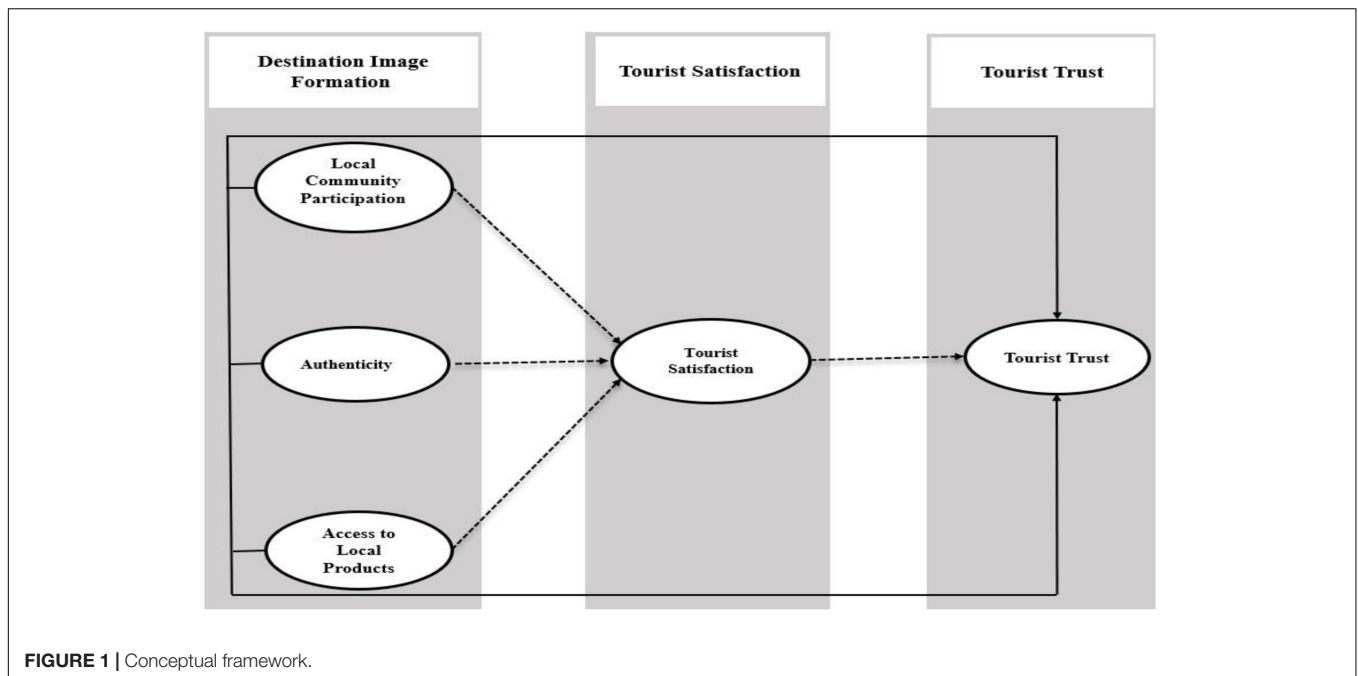 Destination Image
Formation
Tourist Satisfaction
Tourist Trust
Local
Community
Participation
Authenticity
Access to
Local
Products
Tourist
Satisfaction
Tourist Trust
FIGURE 1 | Conceptual framework.